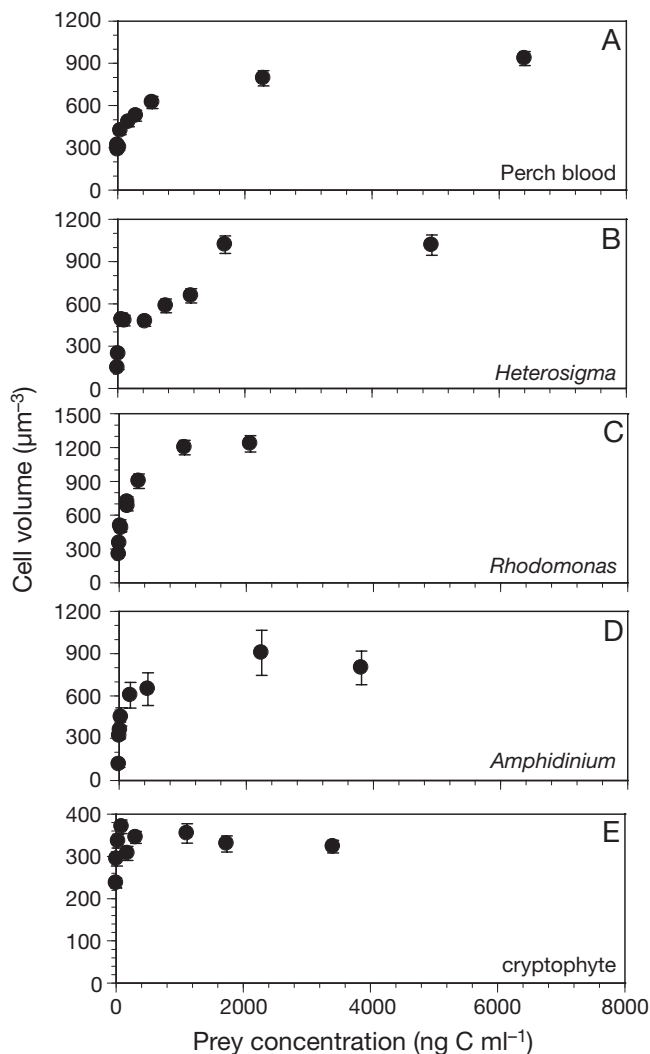 1200
A
900
600
300
Perch blood
0
1200
B
900
600
300
Heterosigma
0
1500
C
1200
900
600
300
Rhodomonas
0
1200
D
900
600
300
Amphidinium
0
400
E
300
200
100
cryptophyte
0
0 2000 4000 6000 8000
Cell volume (µm⁻³)
Prey concentration (ng C ml⁻¹)